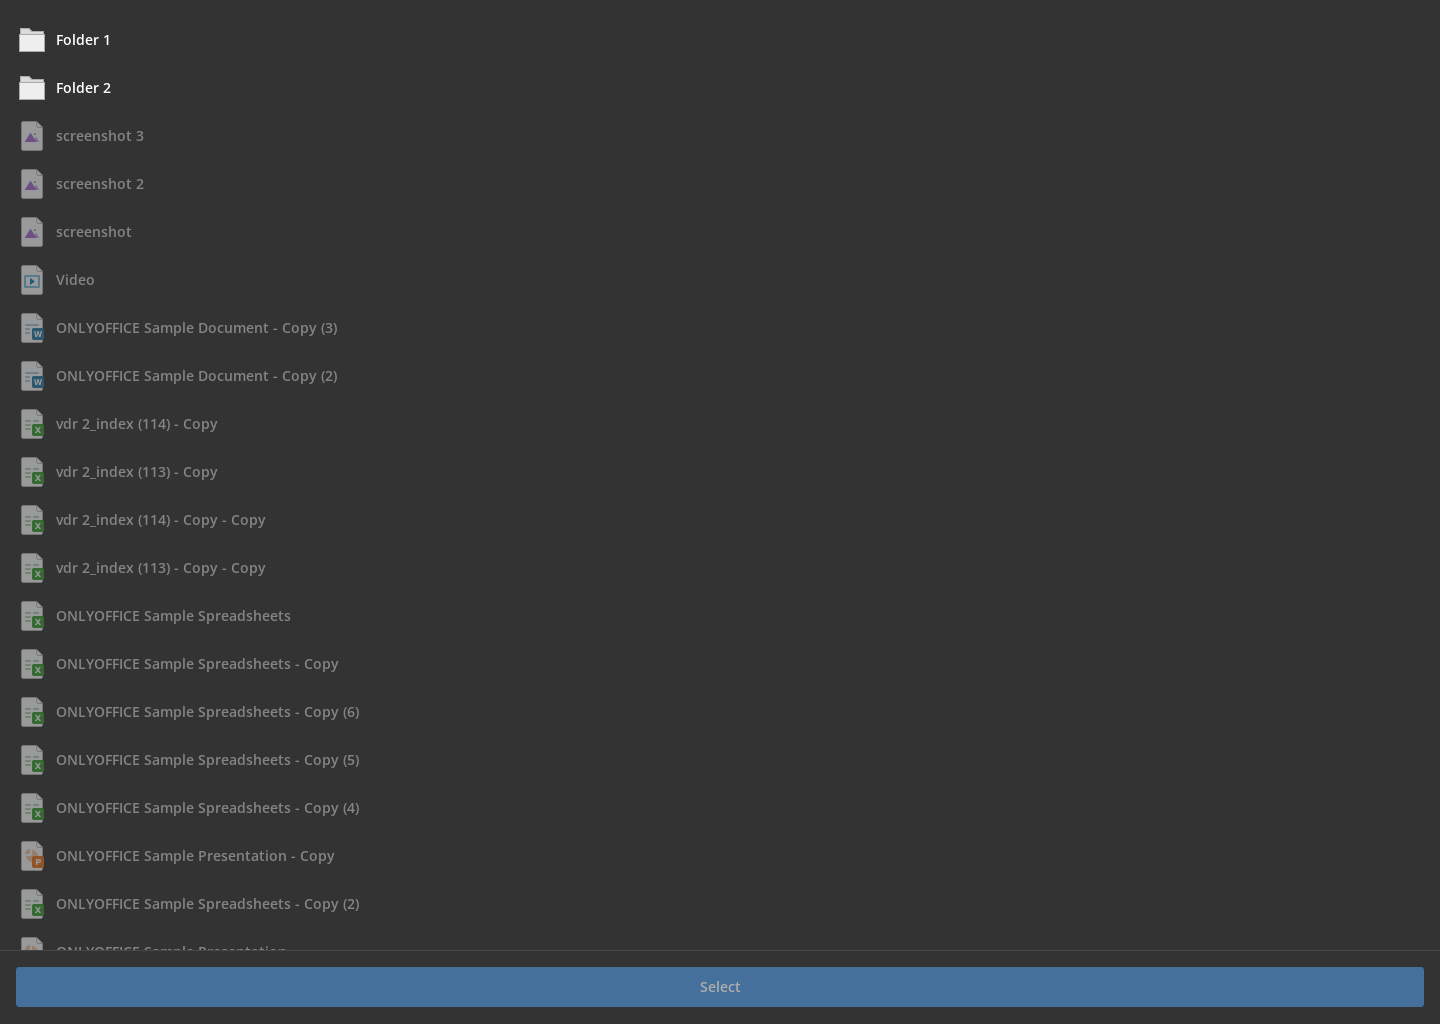 Folder 1
Folder 2
screenshot 3
screenshot 2
screenshot
Video
ONLYOFFICE Sample Document - Copy (3)
W
ONLYOFFICE Sample Document - Copy (2)
W
vdr 2_index (114) - Copy
X
vdr 2_index (113) - Copy
X
vdr 2_index (114) - Copy - Copy
X
vdr 2_index (113) - Copy - Copy
X
ONLYOFFICE Sample Spreadsheets
X
ONLYOFFICE Sample Spreadsheets - Copy
X
ONLYOFFICE Sample Spreadsheets - Copy (6)
X
ONLYOFFICE Sample Spreadsheets - Copy (5)
X
ONLYOFFICE Sample Spreadsheets - Copy (4)
X
ONLYOFFICE Sample Presentation - Copy
P
ONLYOFFICE Sample Spreadsheets - Copy (2)
X
ONLYOFFICE Sample Presentation
Select